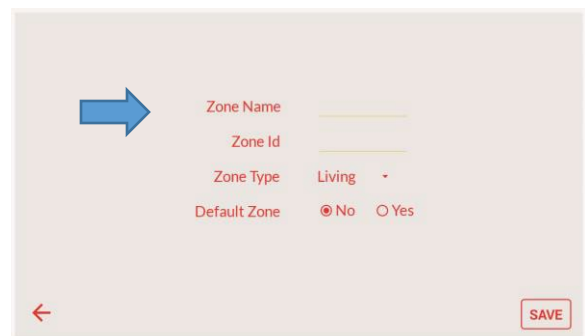 Zone Name
Zone Id
Zone Type Living
Default Zone No Yes
SAVE